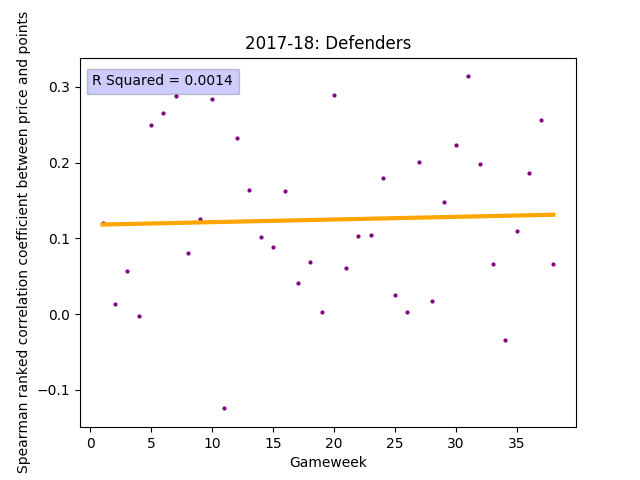 2017-18: Defenders
R Squared = 0.0014
Spearman ranked correlation coefficient between price and points
0.3
0.2
0.1
0.0
−0.1
0 5 10 15 20 25 30 35
Gameweek